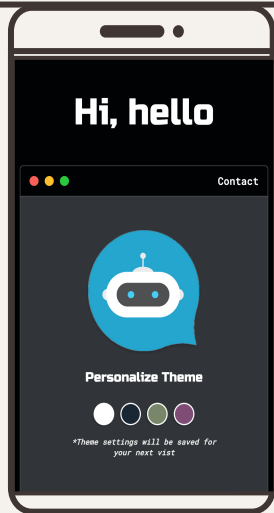 Hi, hello
Contact
Personalize Theme
*Theme settings will be saved for
your next vist